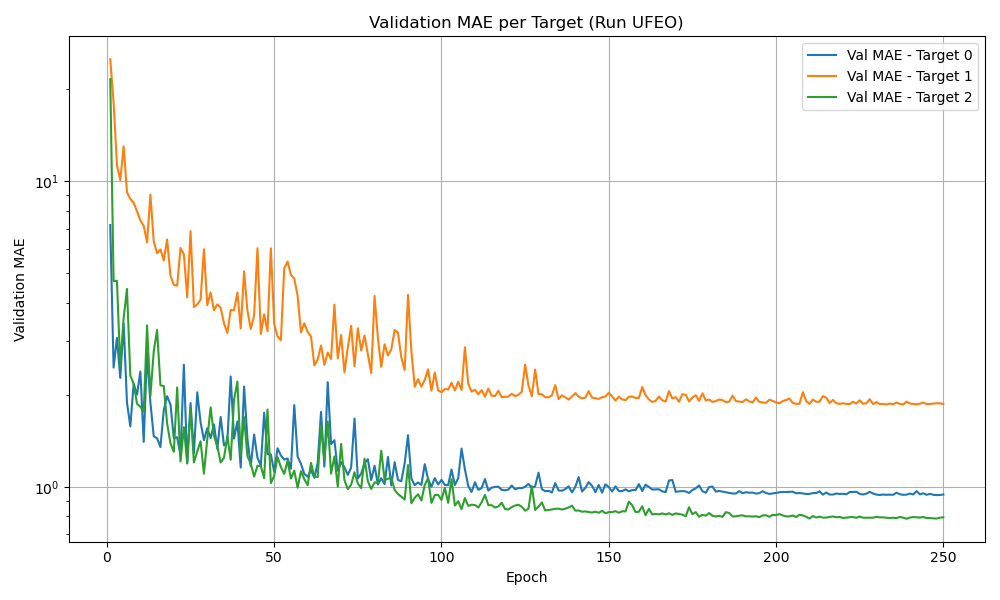 Validation MAE per Target (Run UFEO)
Val MAE - Target 0
Val MAE - Target 1
Val MAE - Target 2
Validation MAE
10¹
10⁰
0 50 100 150 200 250
Epoch